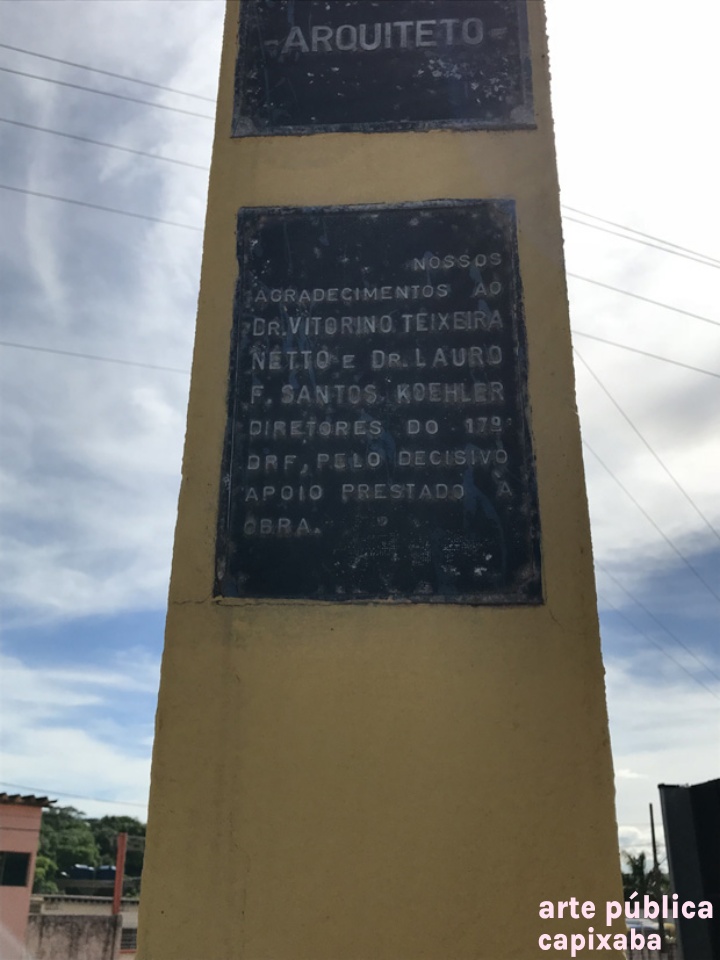 -ARQUITETO-
NOSSOS
AGRADECIMENTOS AO
DR. VITORINO TEIXEIRA
NETTO E DR. LAURO
F. SANTOS KOEHLER
DIRETORES DO 17º
DRF, PELO DECISIVO
APOIO PRESTADO À
OBRA.
arte pública
capixaba